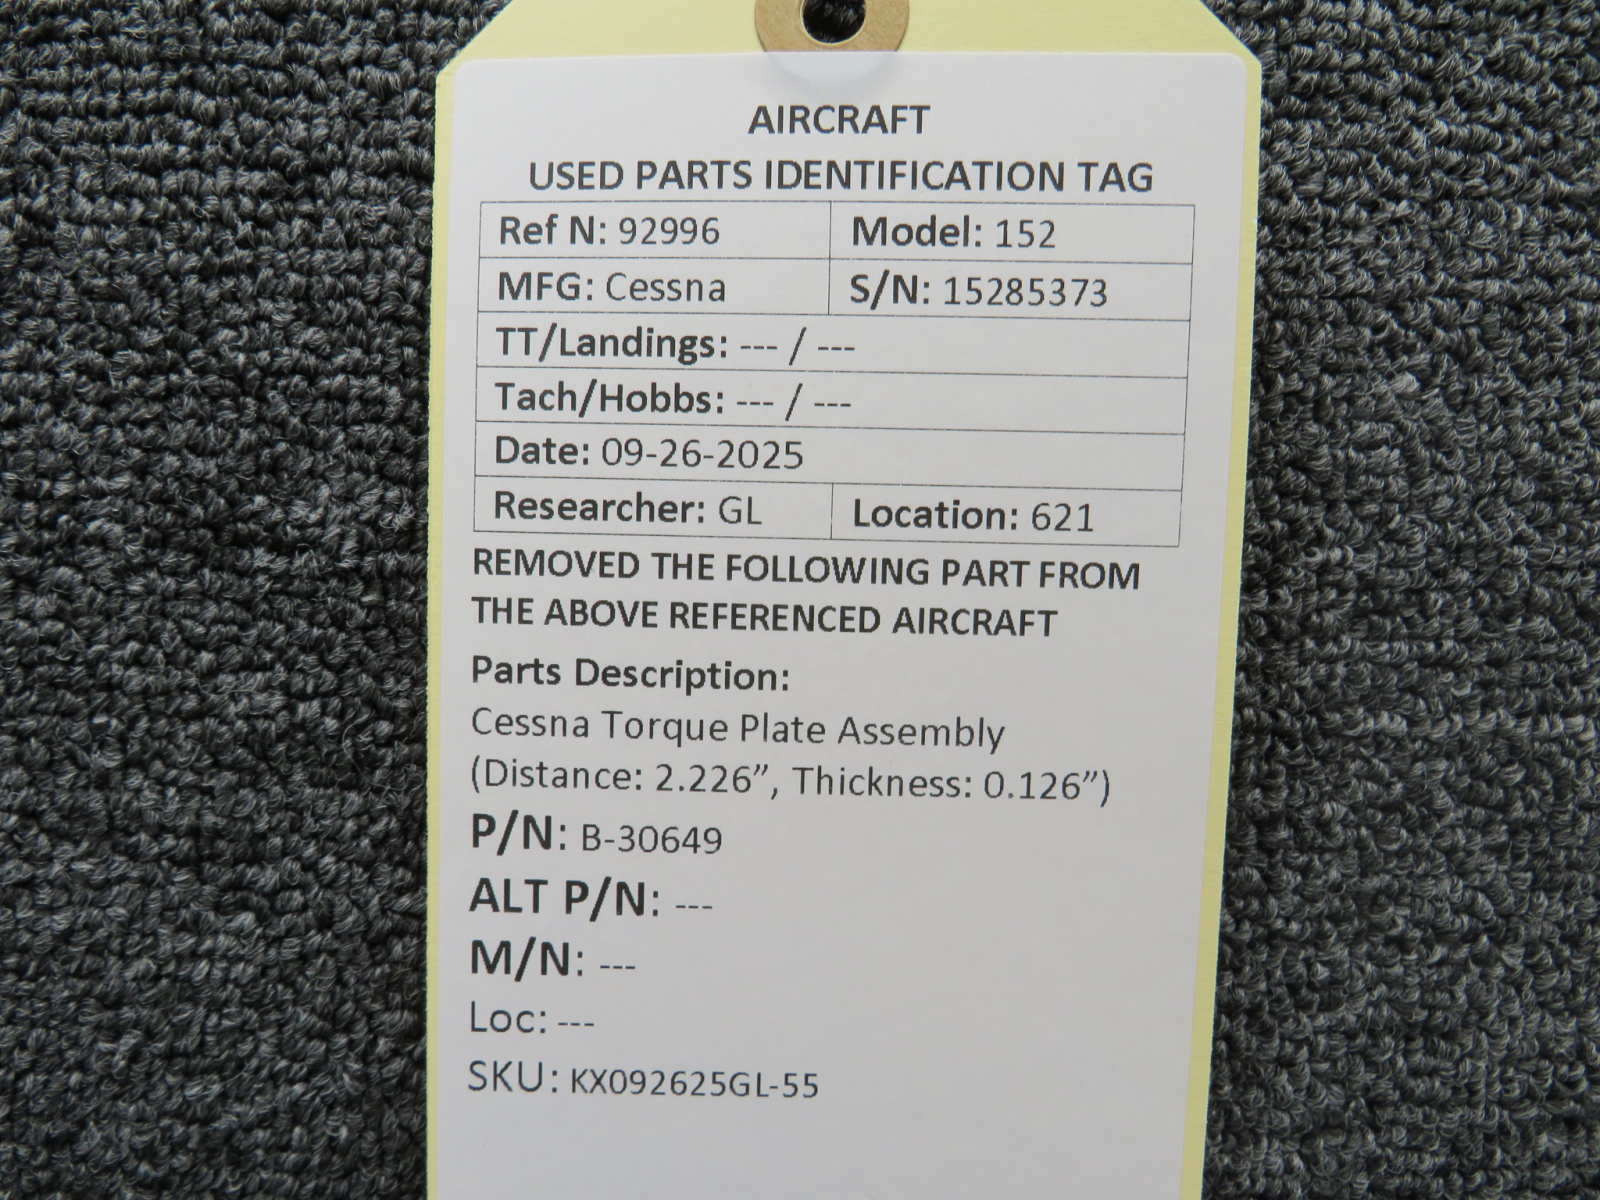 AIRCRAFT
USED PARTS IDENTIFICATION TAG
Ref N: 92996 Model: 152
MFG: Cessna S/N: 15285373
TT/Landings: --- / ---
Tach/Hobbs: --- / ---
Date: 09-26-2025
Researcher: GL Location: 621
REMOVED THE FOLLOWING PART FROM
THE ABOVE REFERENCED AIRCRAFT
Parts Description:
Cessna Torque Plate Assembly
(Distance: 2.226”, Thickness: 0.126”)
P/N: B-30649
ALT P/N: ---
M/N: ---
Loc: ---
SKU: KX092625GL-55